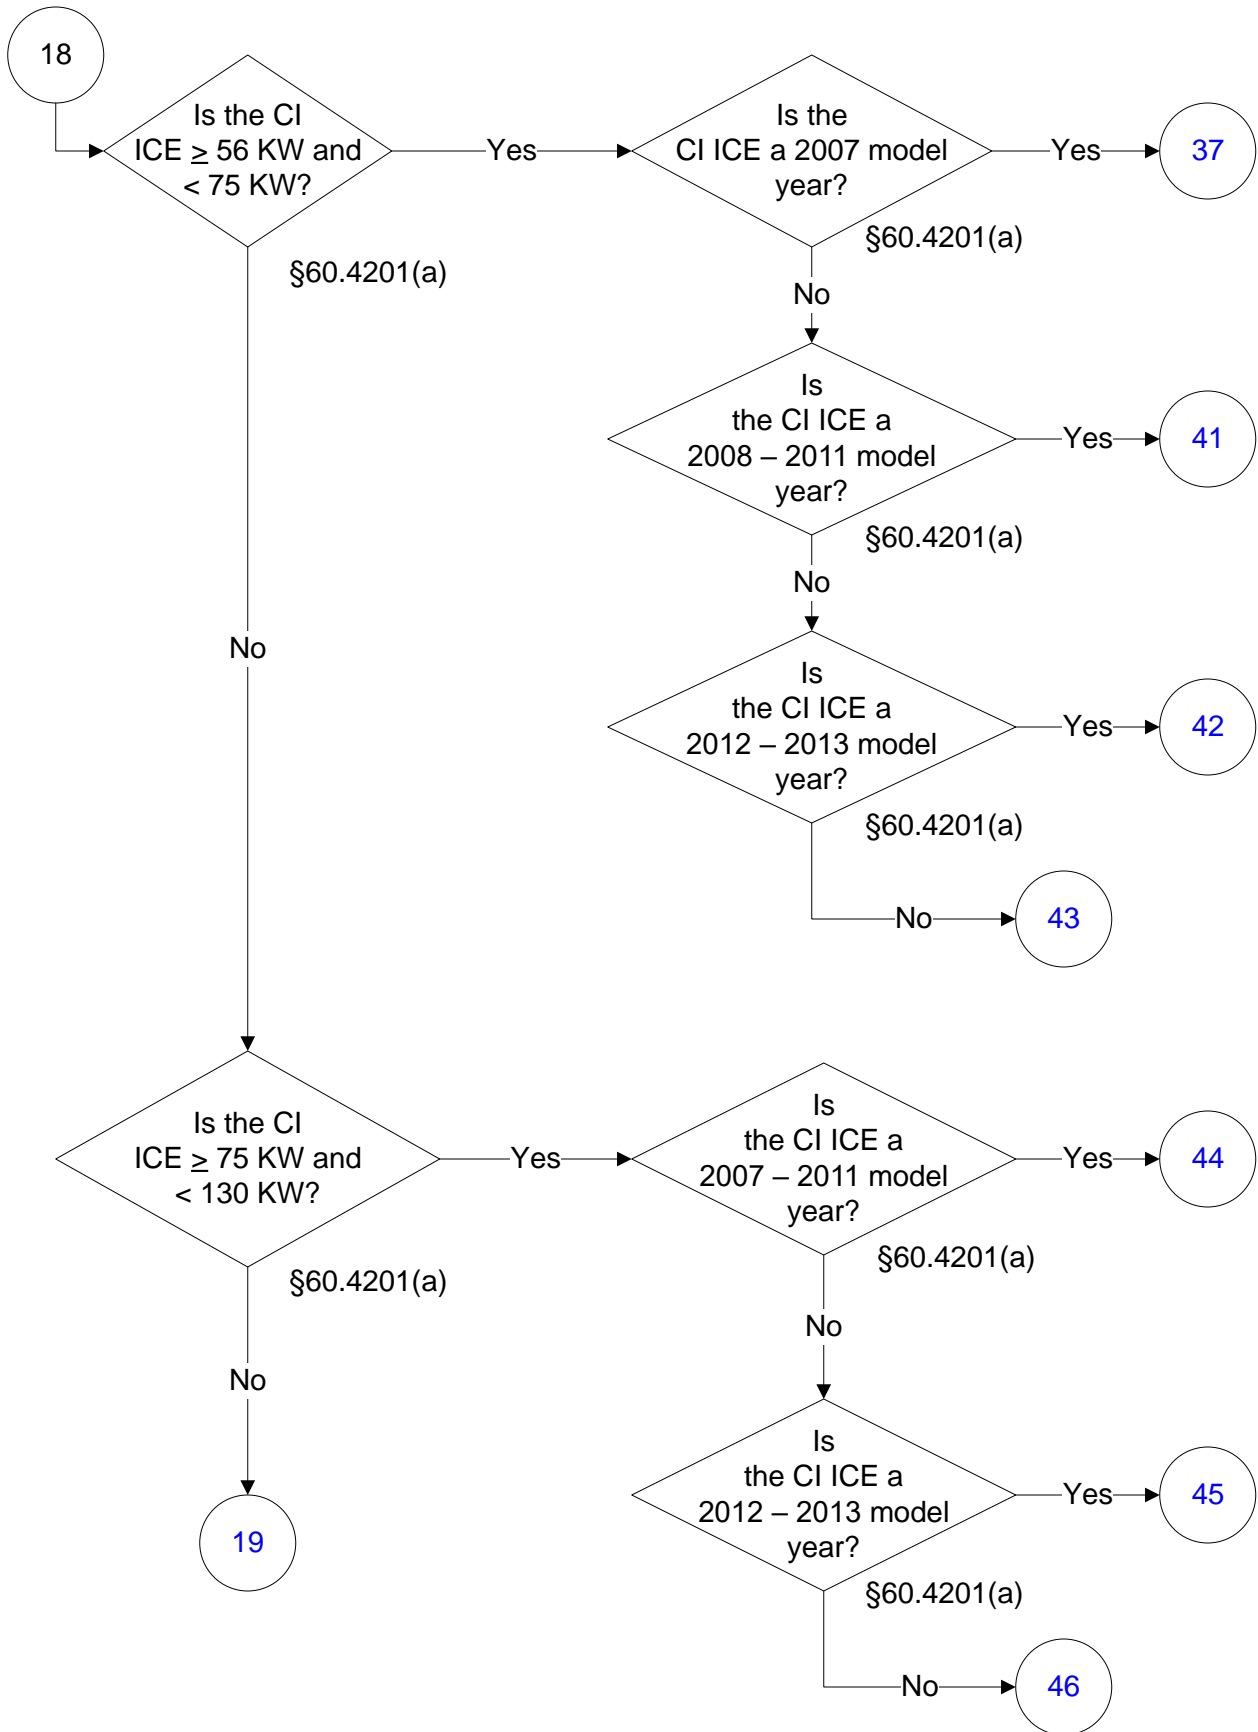 18
Is the CI
ICE ≥ 56 KW and
< 75 KW?
§60.4201(a)
Yes
Is the
CI ICE a 2007 model
year?
§60.4201(a)
Yes
37
No
Is
the CI ICE a
2008 – 2011 model
year?
§60.4201(a)
Yes
41
No
Is
the CI ICE a
2012 – 2013 model
year?
§60.4201(a)
Yes
42
No
43
No
Is the CI
ICE ≥ 75 KW and
< 130 KW?
§60.4201(a)
Yes
Is
the CI ICE a
2007 – 2011 model
year?
§60.4201(a)
Yes
44
No
Is
the CI ICE a
2012 – 2013 model
year?
§60.4201(a)
Yes
45
No
46
No
19